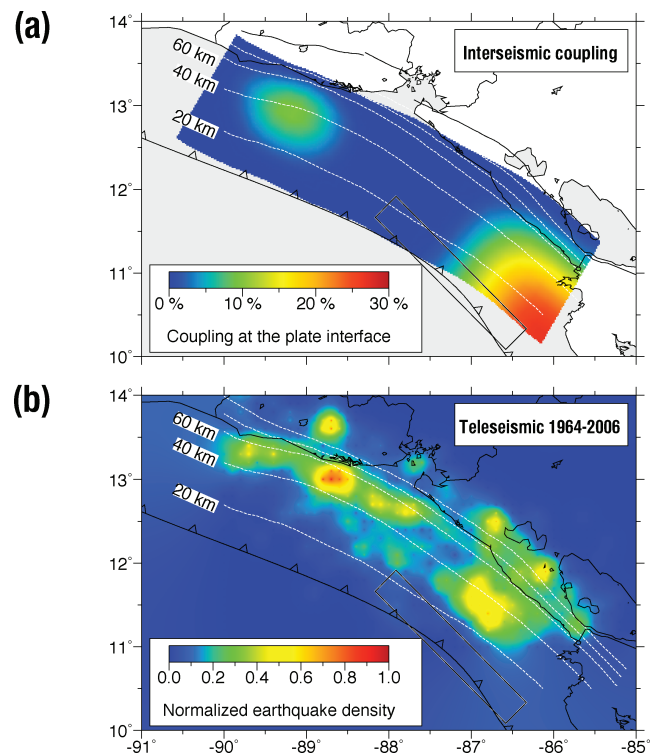 (a)
14°
13°
12°
11°
10°
60 km
40 km
20 km
Interseismic coupling
0 % 10 % 20 % 30 %
Coupling at the plate interface
(b)
14°
13°
12°
11°
10°
60 km
40 km
20 km
Teleseismic 1964-2006
0.0 0.2 0.4 0.6 0.8 1.0
Normalized earthquake density
-91 -90 -89 -88 -87 -86 -85